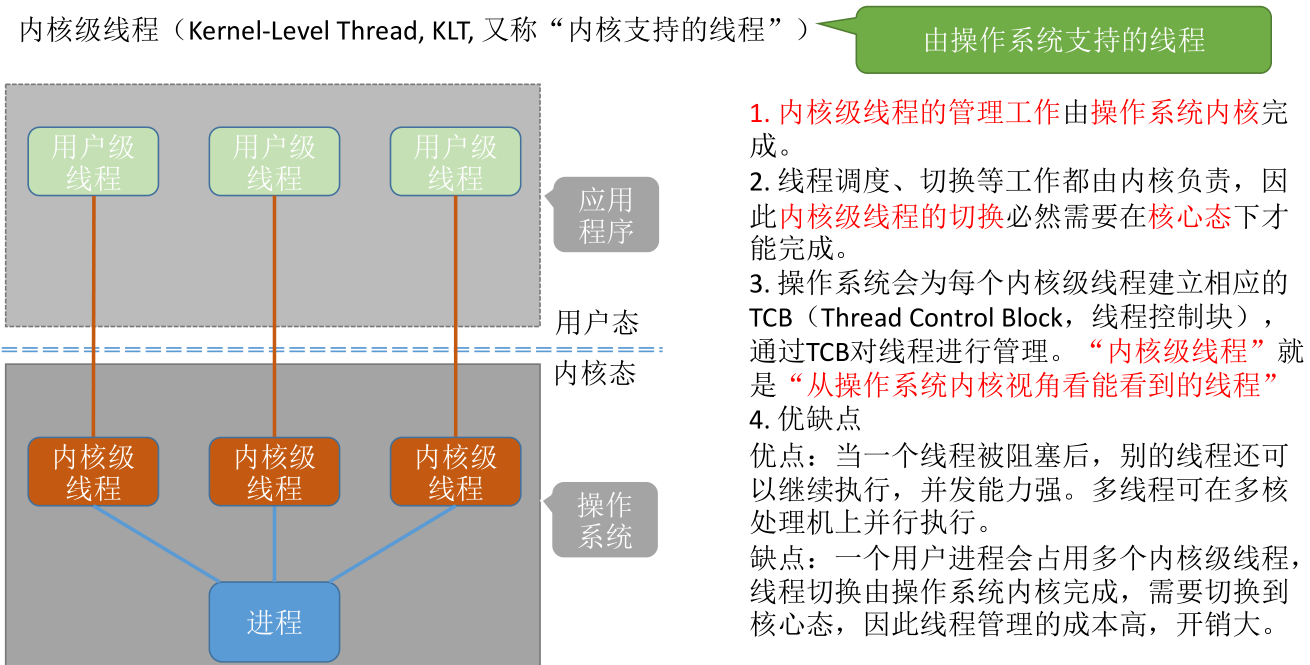 内核级线程（Kernel-Level Thread, KLT, 又称“内核支持的线程”）
由操作系统支持的线程
用户级
线程
用户级
线程
用户级
线程
应用
程序
用户态
内核态
内核级
线程
内核级
线程
内核级
线程
操作
系统
进程
1. 内核级线程的管理工作由操作系统内核完
成。
2. 线程调度、切换等工作都由内核负责，因
此内核级线程的切换必然需要在核心态下才
能完成。
3. 操作系统会为每个内核级线程建立相应的
TCB（Thread Control Block，线程控制块），
通过TCB对线程进行管理。“内核级线程”就
是“从操作系统内核视角看能看到的线程”
4. 优缺点
优点：当一个线程被阻塞后，别的线程还可
以继续执行，并发能力强。多线程可在多核
处理机上并行执行。
缺点：一个用户进程会占用多个内核级线程，
线程切换由操作系统内核完成，需要切换到
核心态，因此线程管理的成本高，开销大。